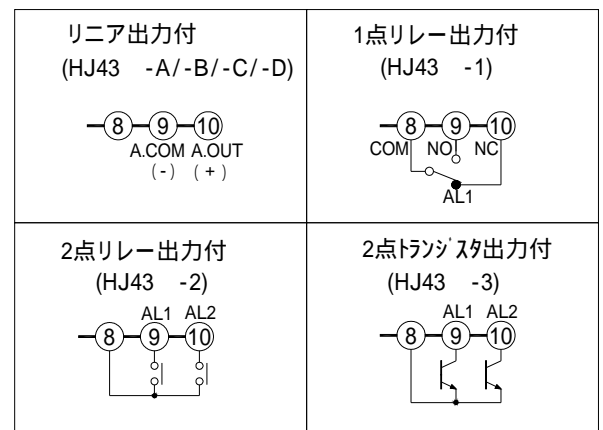 リニア出力付
(HJ43 -A/-B/-C/-D)
8 9 10
A.COM A.OUT
(-) (+)
1点リレー出力付
(HJ43 -1)
8 9 10
COM NO NC
AL1
2点リレー出力付
(HJ43 -2)
AL1 AL2
8 9 10
2点ﾄﾗﾝｼﾞｽﾀ出力付
(HJ43 -3)
AL1 AL2
8 9 10